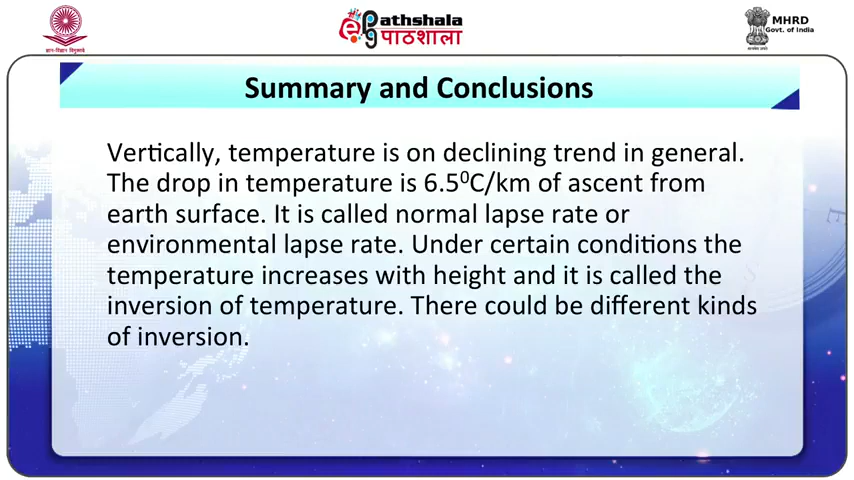 ज्ञान-विज्ञान विमुक्तये
ePgpathshala
पाठशाला
MHRD
Govt. of India
Summary and Conclusions
Vertically, temperature is on declining trend in general.
The drop in temperature is 6.5⁰C/km of ascent from
earth surface. It is called normal lapse rate or
environmental lapse rate. Under certain conditions the
temperature increases with height and it is called the
inversion of temperature. There could be different kinds
of inversion.